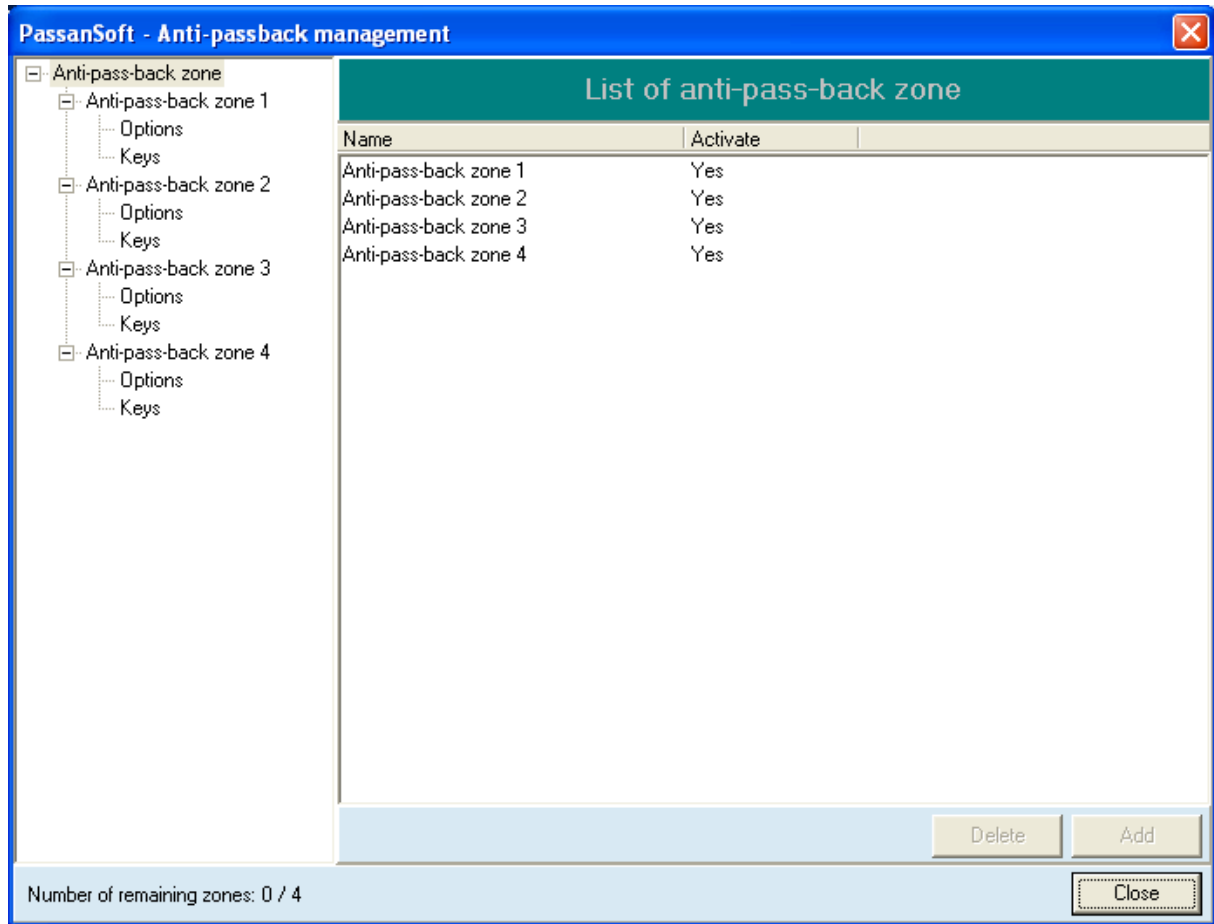 PassanSoft - Anti-passback management
Anti-pass-back zone
Anti-pass-back zone 1
Options
Keys
Anti-pass-back zone 2
Options
Keys
Anti-pass-back zone 3
Options
Keys
Anti-pass-back zone 4
Options
Keys
List of anti-pass-back zone
Name Activate
Anti-pass-back zone 1 Yes
Anti-pass-back zone 2 Yes
Anti-pass-back zone 3 Yes
Anti-pass-back zone 4 Yes
Delete Add
Number of remaining zones: 0 / 4
Close